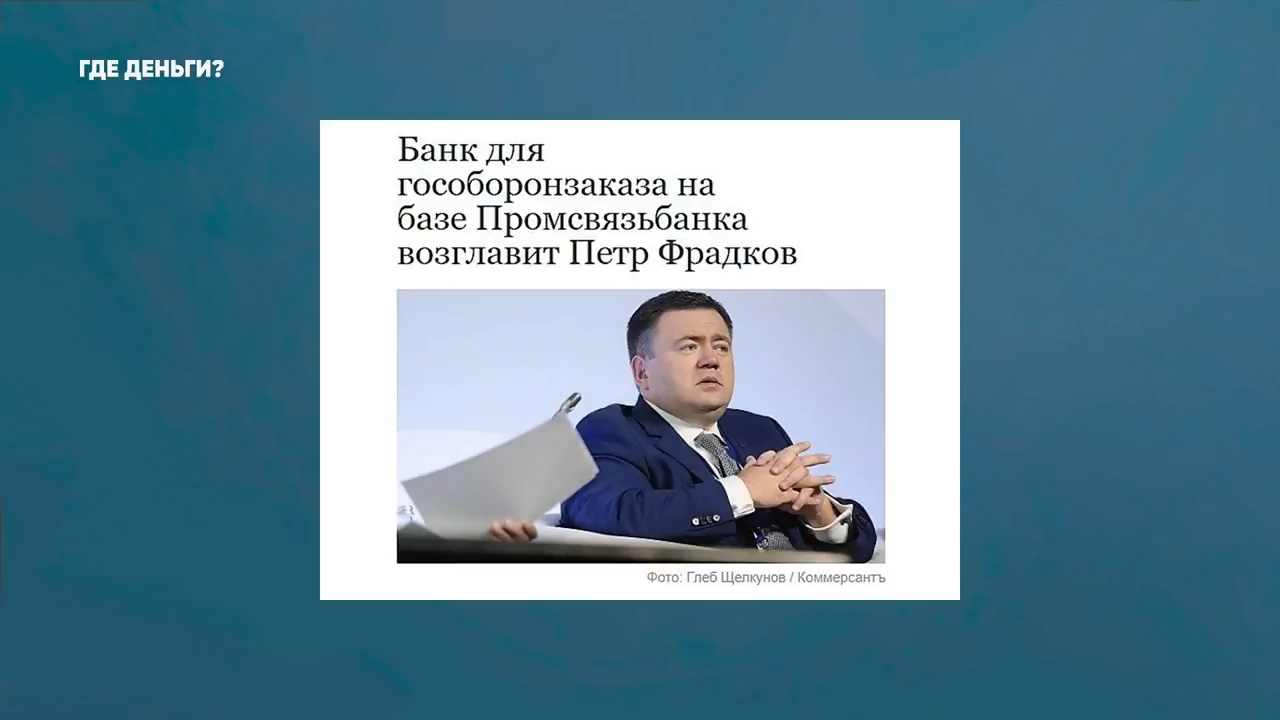 ГДЕ ДЕНЬГИ?
Банк для
гособоронзаказа на
базе Промсвязьбанка
возглавит Петр Фрадков
Фото: Глеб Щелкунов / Коммерсантъ